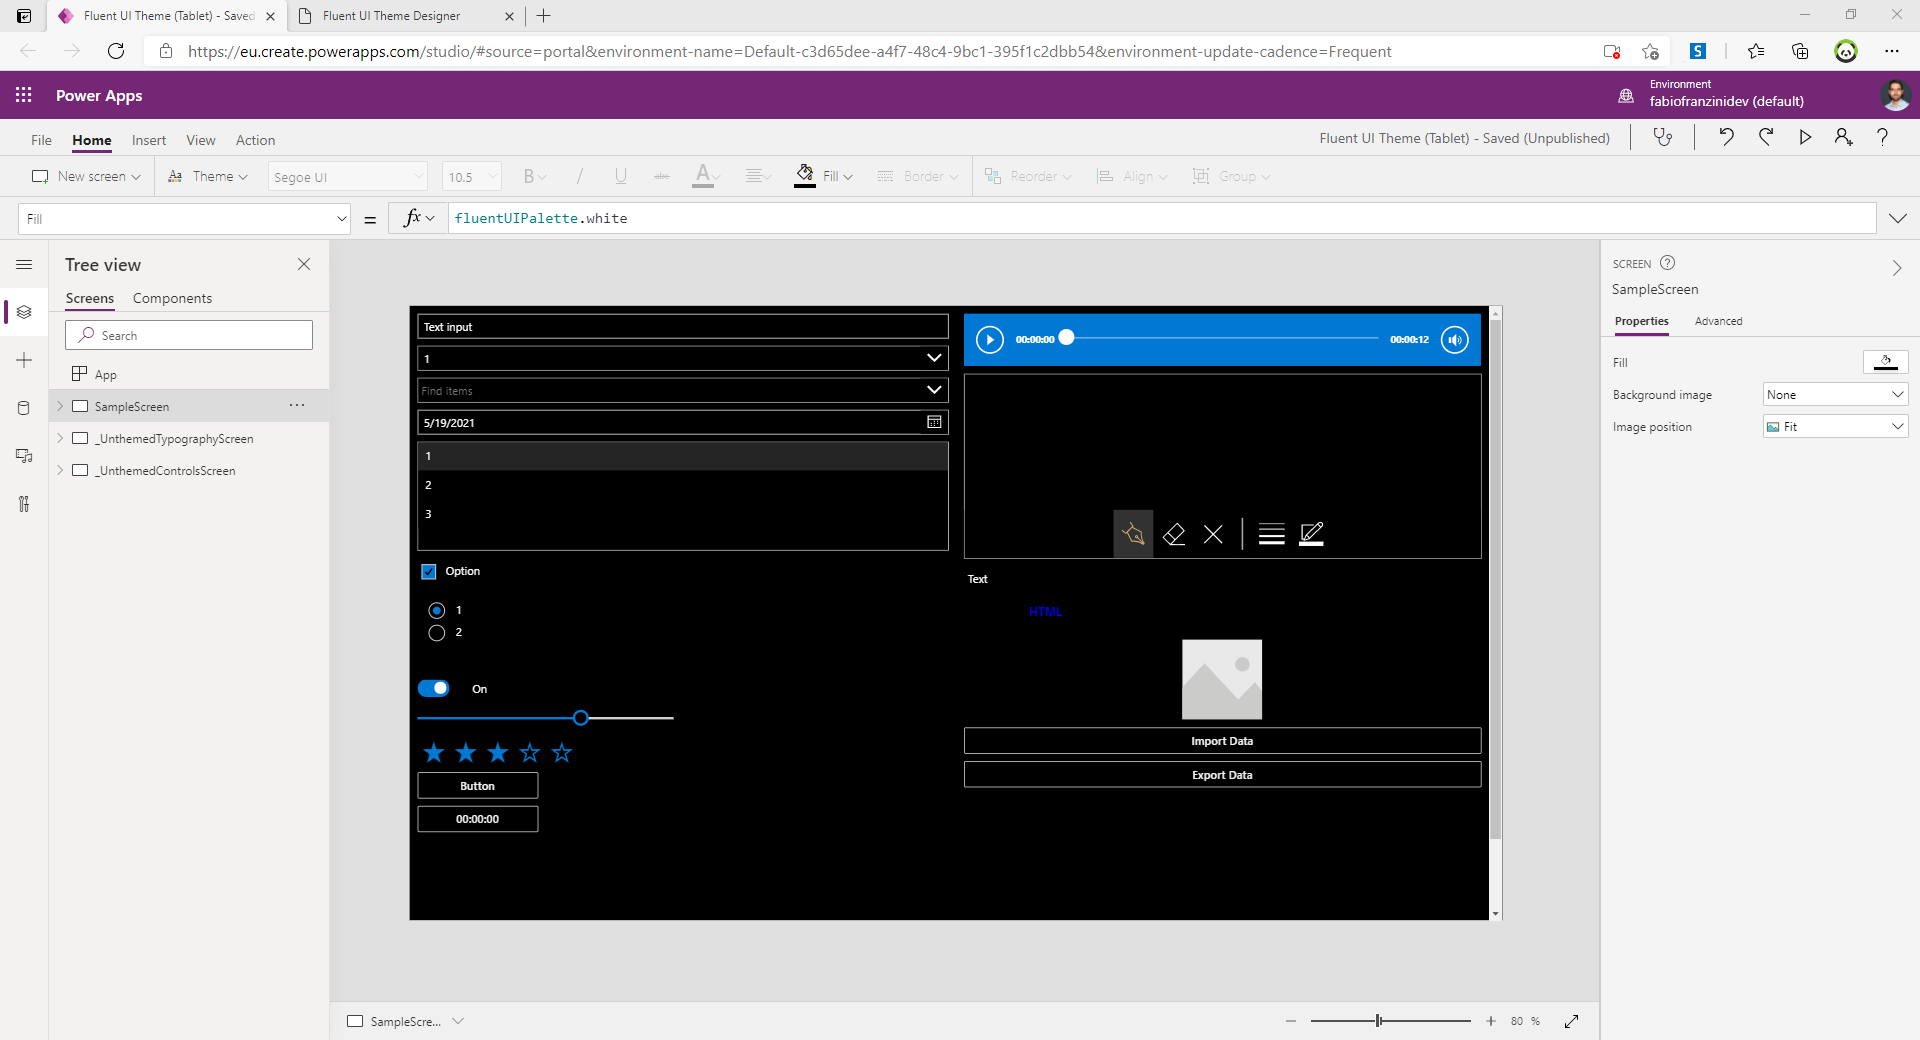 Fluent UI Theme (Tablet) - Saved
Fluent UI Theme Designer
https://eu.create.powerapps.com/studio/#source=portal&environment-name=Default-c3d65dee-a4f7-48c4-9bc1-395f1c2dbb54&environment-update-cadence=Frequent
S
Power Apps
Environment
fabiofranzinidev (default)
File Home Insert View Action
Fluent UI Theme (Tablet) - Saved (Unpublished)
New screen Aa Theme Segoe UI 10.5 B / U abc A Fill Border Reorder Align Group
Fill = fx fluentUIPalette.white
Tree view
Screens Components
Search
App
SampleScreen ...
_UnthemedTypographyScreen
_UnthemedControlsScreen
Text input
1
Find items
5/19/2021
1
2
3
Option
1
2
On
Button
00:00:00
00:00:00 00:00:12
Text
HTML
Import Data
Export Data
SCREEN ?
SampleScreen
Properties Advanced
Fill
Background image None
Image position Fit
SampleScre...
80 %